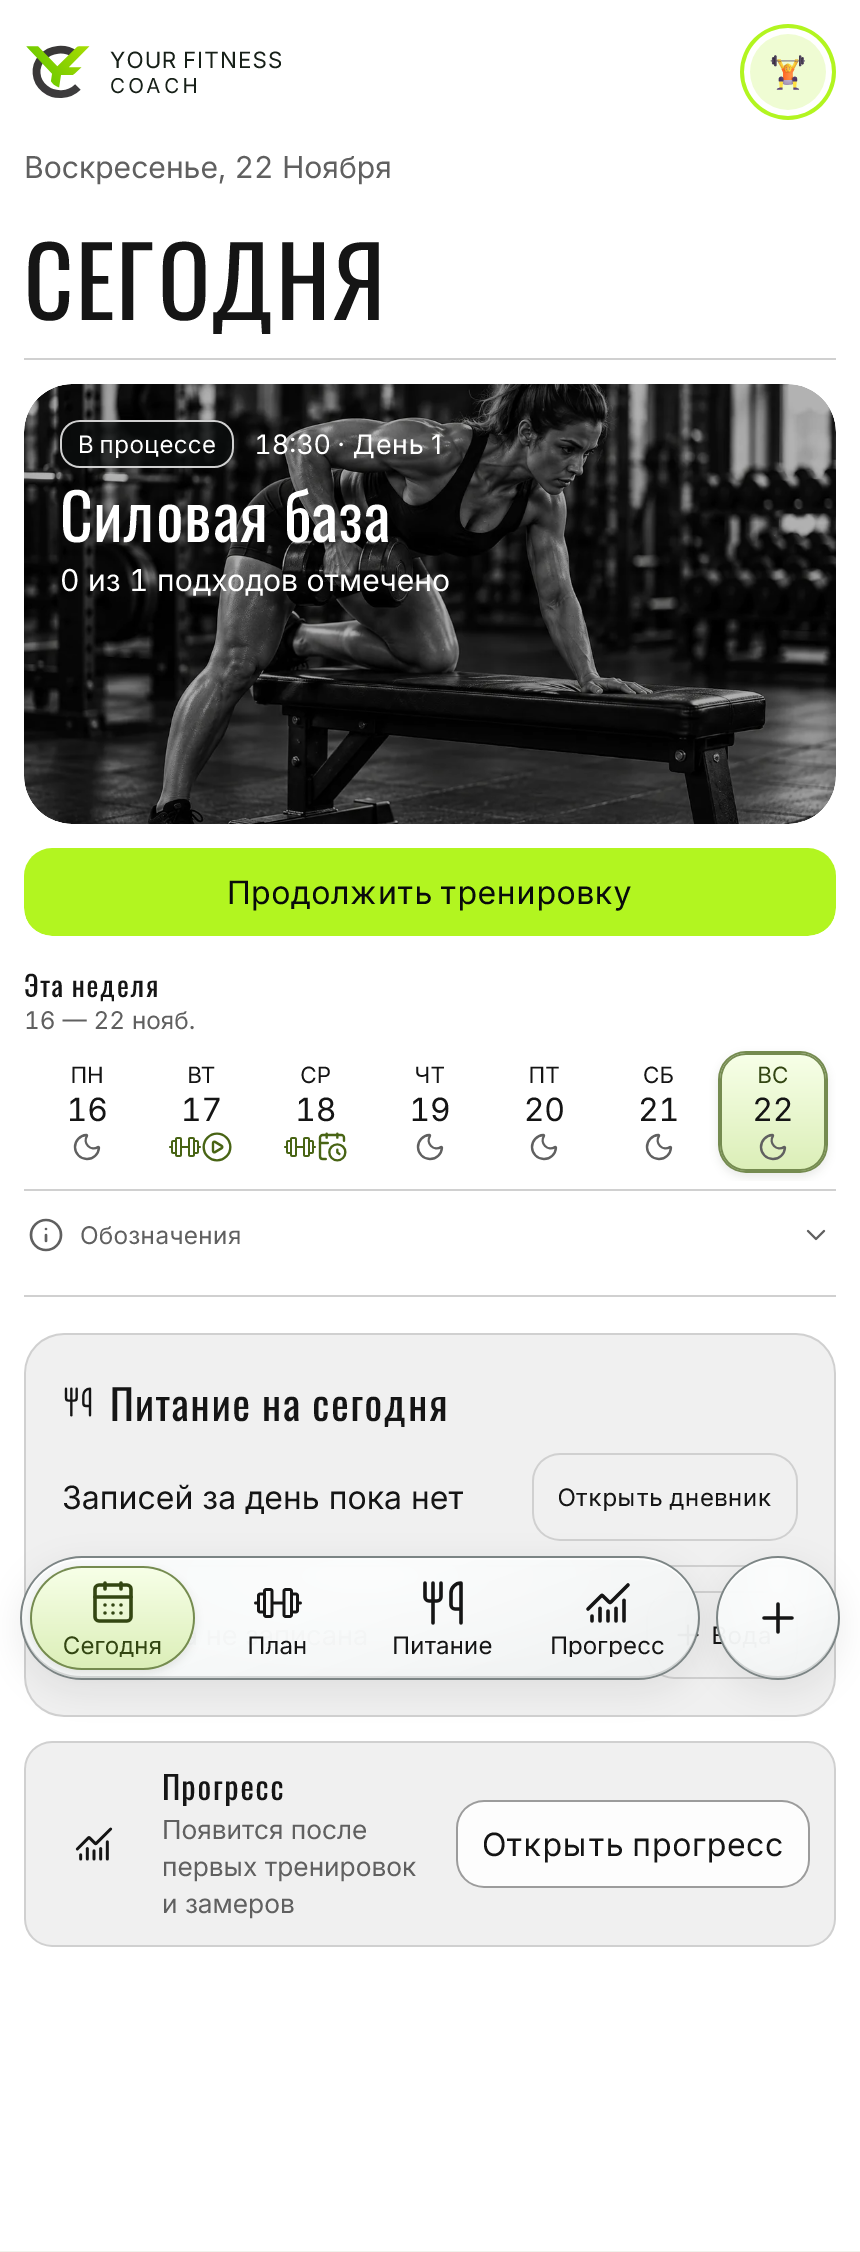 YOUR FITNESS
COACH
Воскресенье, 22 Ноября
СЕГОДНЯ
В процессе 18:30 · День 1
Силовая база
0 из 1 подходов отмечено
Продолжить тренировку
Эта неделя
16 — 22 нояб.
ПН ВТ СР ЧТ ПТ СБ ВС
16 17 18 19 20 21 22
Обозначения
Питание на сегодня
Записей за день пока нет
Открыть дневник
не записана
+ Вода
Сегодня План Питание Прогресс
Прогресс
Появится после
первых тренировок
и замеров
Открыть прогресс